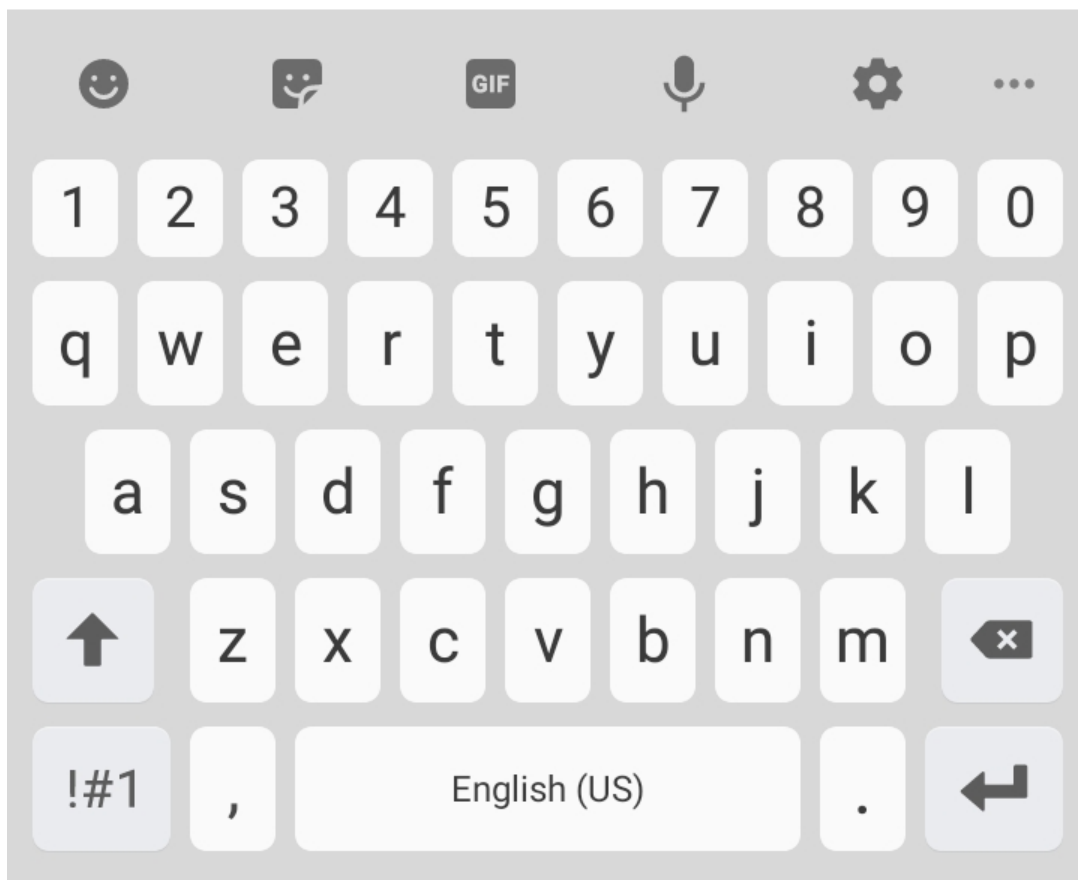 GIF
1 2 3 4 5 6 7 8 9 0
q w e r t y u i o p
a s d f g h j k l
z x c v b n m
!#1 , English (US) .